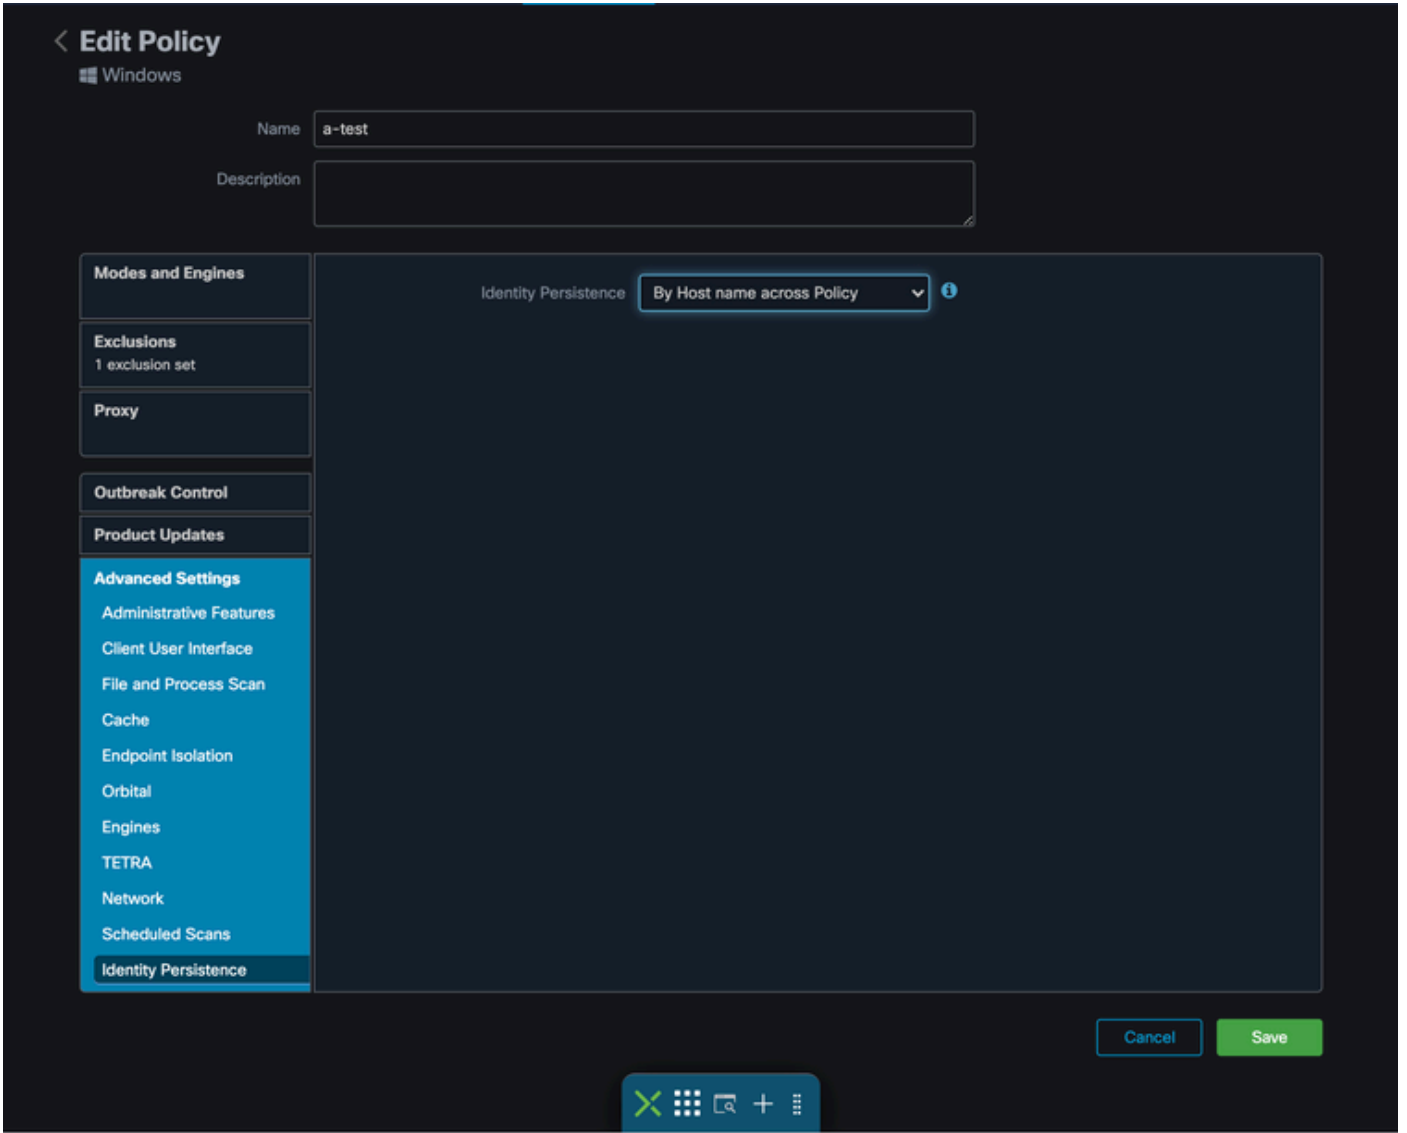 Edit Policy
Windows
Name
a-test
Description
Modes and Engines
Exclusions
1 exclusion set
Proxy
Outbreak Control
Product Updates
Advanced Settings
Administrative Features
Client User Interface
File and Process Scan
Cache
Endpoint Isolation
Orbital
Engines
TETRA
Network
Scheduled Scans
Identity Persistence
Identity Persistence
By Host name across Policy
Cancel
Save